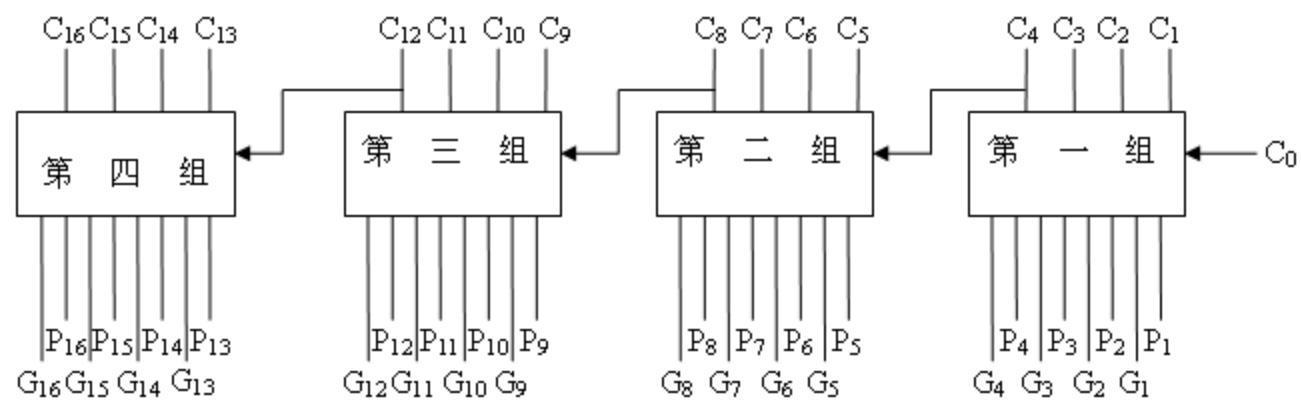 C₁₆ C₁₅ C₁₄ C₁₃ C₁₂ C₁₁ C₁₀ C₉ C₈ C₇ C₆ C₅ C₄ C₃ C₂ C₁
第四组 第三组 第二组 第一组 C₀
P₁₆ P₁₅ P₁₄ P₁₃ P₁₂ P₁₁ P₁₀ P₉ P₈ P₇ P₆ P₅ P₄ P₃ P₂ P₁
G₁₆ G₁₅ G₁₄ G₁₃ G₁₂ G₁₁ G₁₀ G₉ G₈ G₇ G₆ G₅ G₄ G₃ G₂ G₁